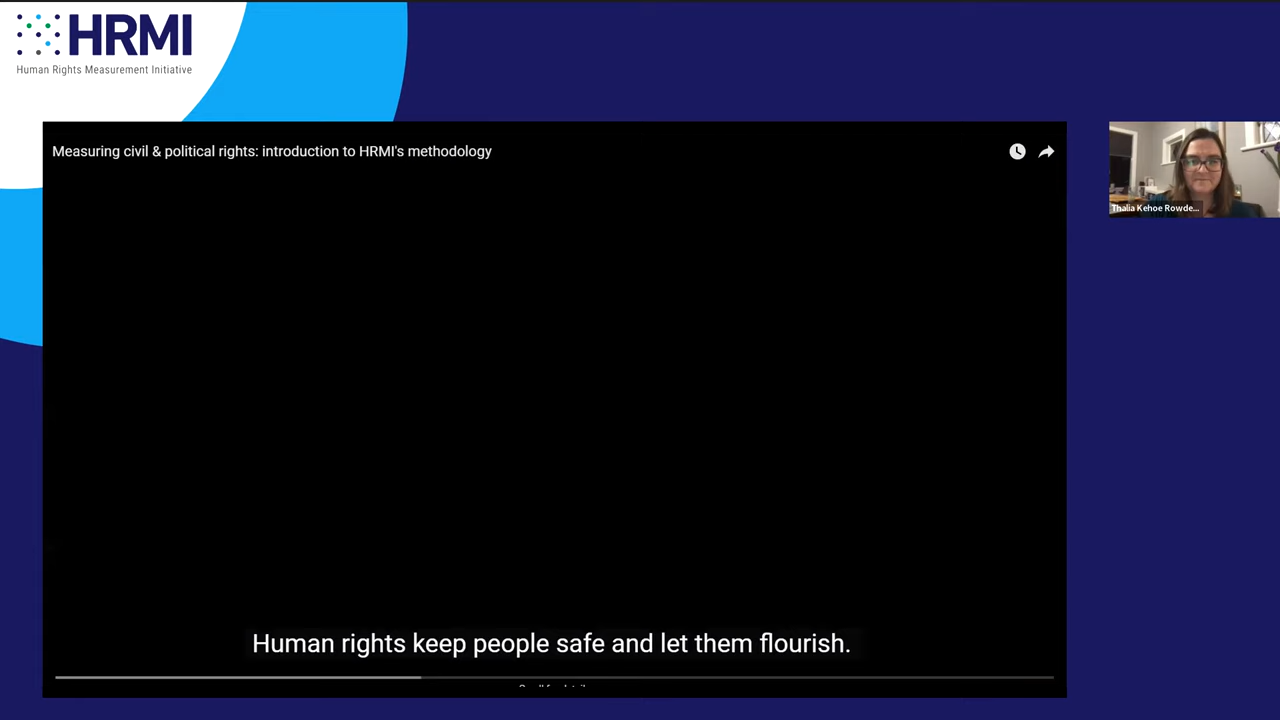 HRMI
Human Rights Measurement Initiative
Measuring civil & political rights: introduction to HRMI's methodology
Thalia Kehoe Rowde...
Human rights keep people safe and let them flourish.